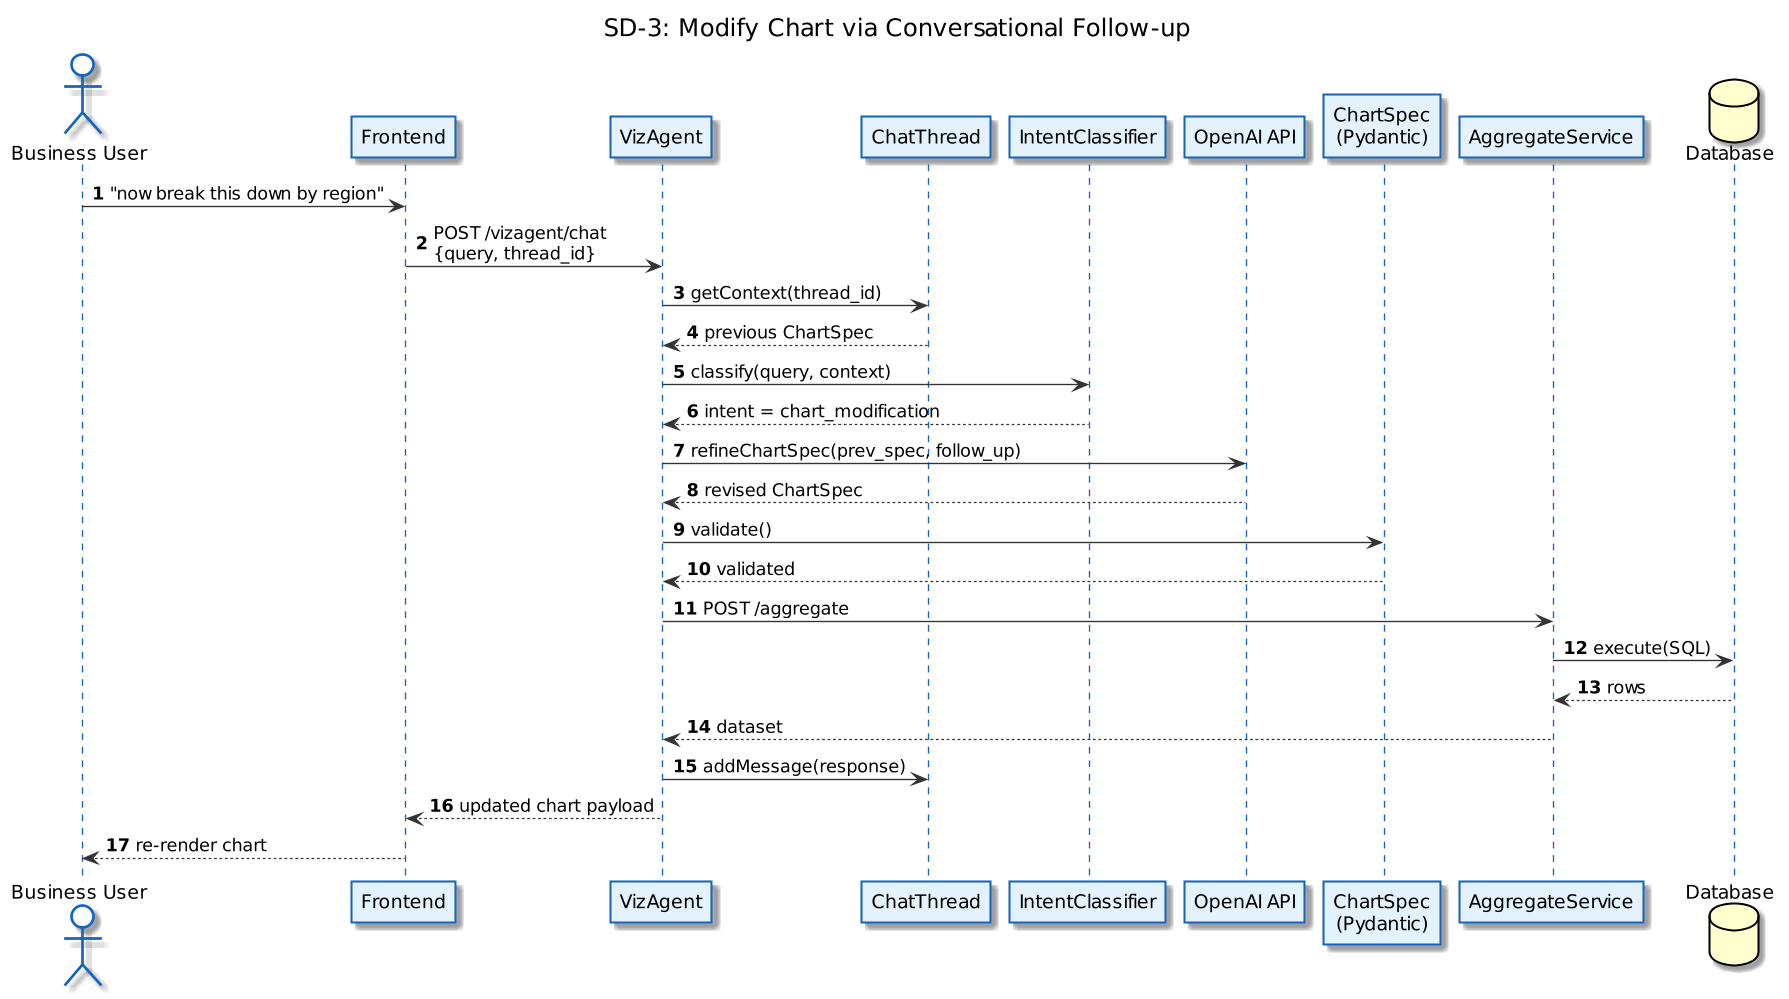 SD-3: Modify Chart via Conversational Follow-up
Business User
Frontend
VizAgent
ChatThread
IntentClassifier
OpenAI API
ChartSpec
(Pydantic)
AggregateService
Database
1 "now break this down by region"
2 POST /vizagent/chat
{query, thread_id}
3 getContext(thread_id)
4 previous ChartSpec
5 classify(query, context)
6 intent = chart_modification
7 refineChartSpec(prev_spec, follow_up)
8 revised ChartSpec
9 validate()
10 validated
11 POST /aggregate
12 execute(SQL)
13 rows
14 dataset
15 addMessage(response)
16 updated chart payload
17 re-render chart
Business User
Frontend
VizAgent
ChatThread
IntentClassifier
OpenAI API
ChartSpec
(Pydantic)
AggregateService
Database